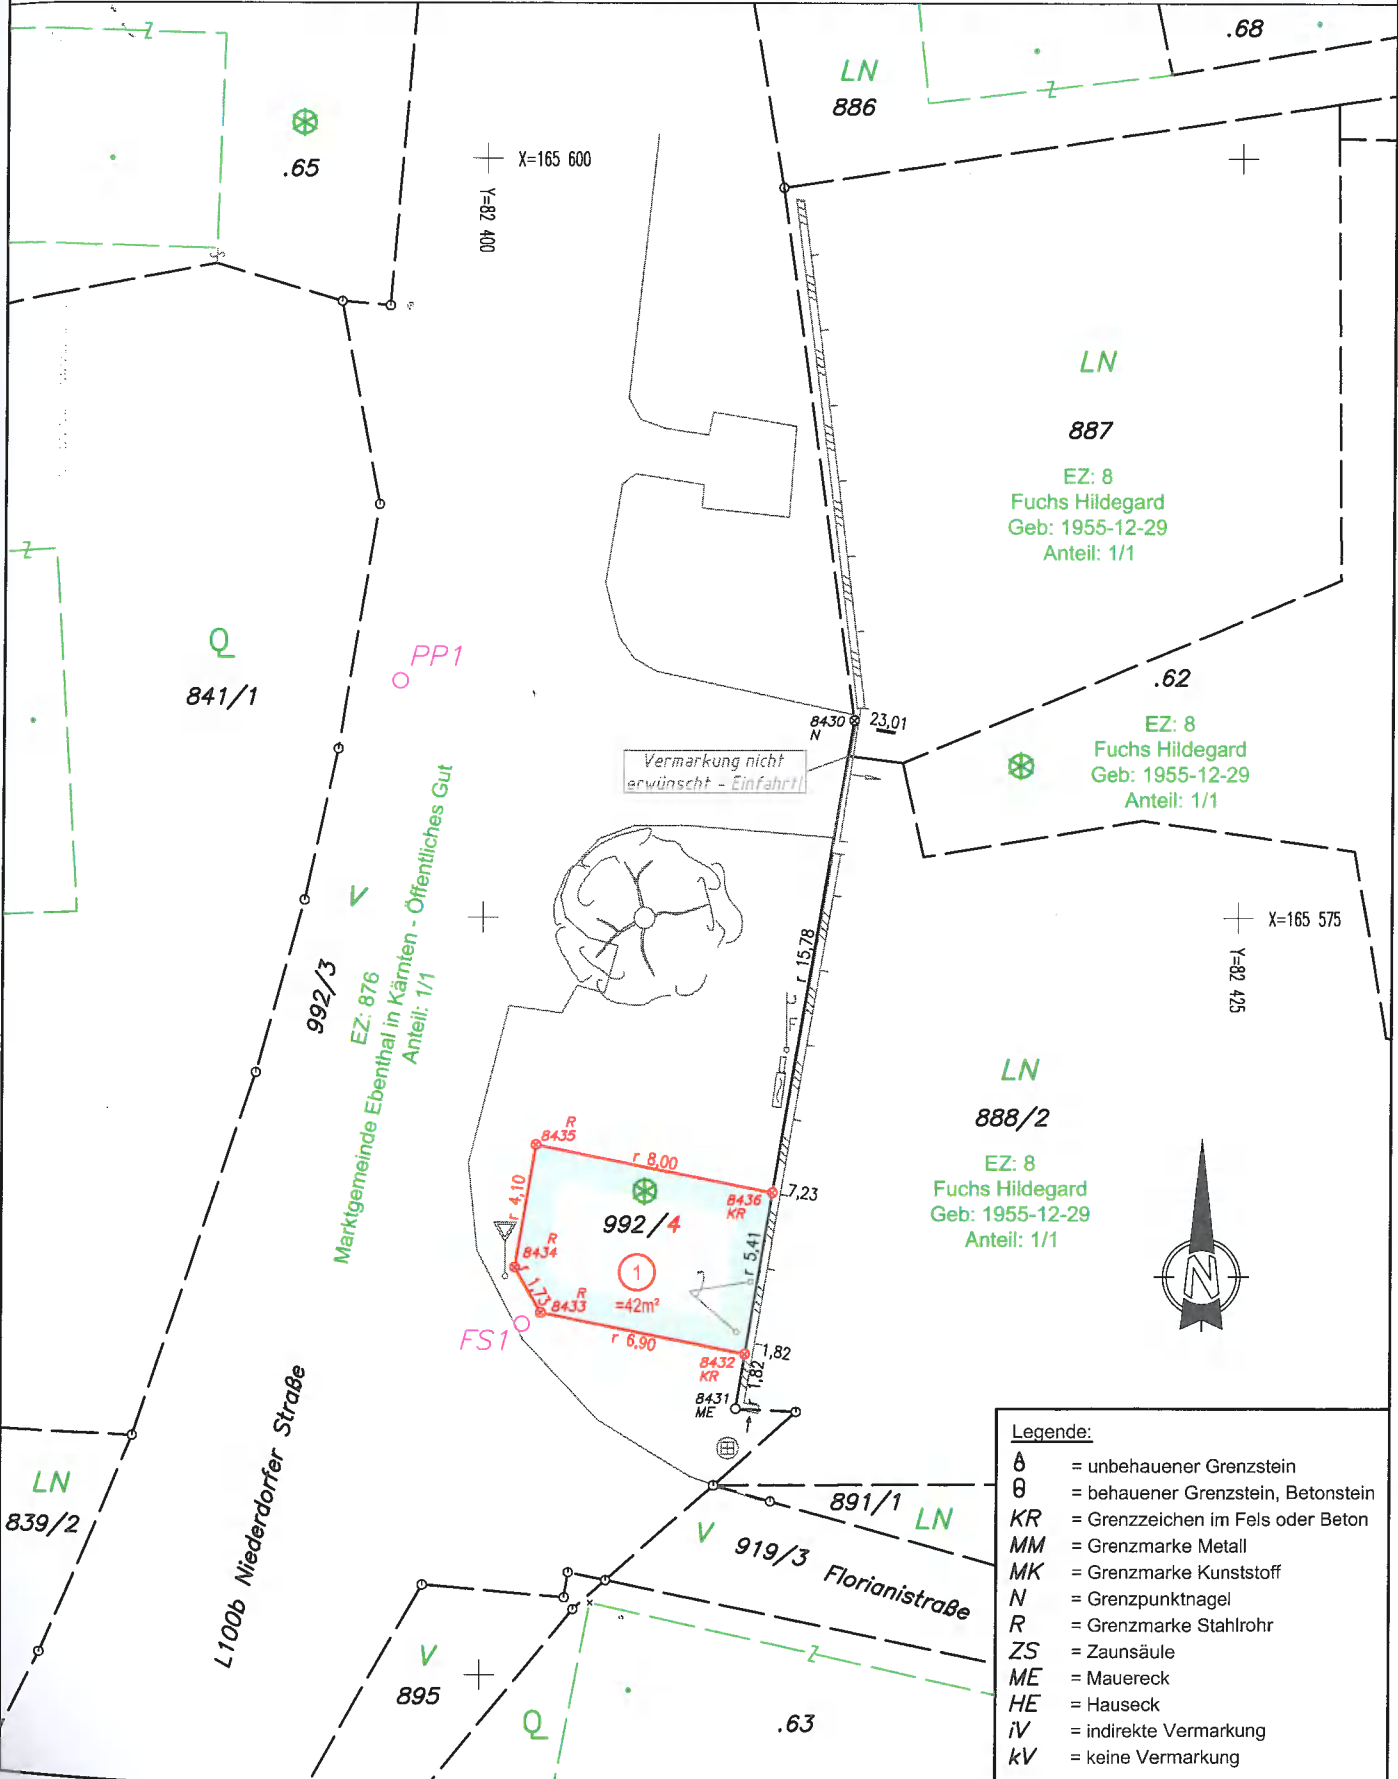 Z
.68
LN
886
Z
.65
X=165 600
Y=82 400
LN
887
EZ: 8
Fuchs Hildegard
Geb: 1955-12-29
Anteil: 1/1
Z
Q
841/1
PP1
.62
EZ: 8
Fuchs Hildegard
Geb: 1955-12-29
Anteil: 1/1
8430
N
23,01
Vermarkung nicht
erwünscht - Einfahrt!
V
992/3
EZ: 876
Marktgemeinde Ebenthal in Kärnten - Öffentliches Gut
Anteil: 1/1
r 15,78
X=165 575
Y=82 425
LN
888/2
EZ: 8
Fuchs Hildegard
Geb: 1955-12-29
Anteil: 1/1
R
8435
r 8,00
r 4,10
8436
KR
7,23
992/4
R
8434
r 5,41
1
=42m²
r 1,73
R
8433
r 6,90
FS1
8432
KR
1,82
r 1,82
8431
ME
N
L100b Niederdorfer Straße
LN
839/2
891/1
LN
V
919/3
Florianistraße
V
895
Z
Q
.63
Legende:
= unbehauener Grenzstein
= behauener Grenzstein, Betonstein
KR = Grenzzeichen im Fels oder Beton
MM = Grenzmarke Metall
MK = Grenzmarke Kunststoff
N = Grenzpunktnagel
R = Grenzmarke Stahlrohr
ZS = Zaunsäule
ME = Mauereck
HE = Hauseck
iV = indirekte Vermarkung
kV = keine Vermarkung